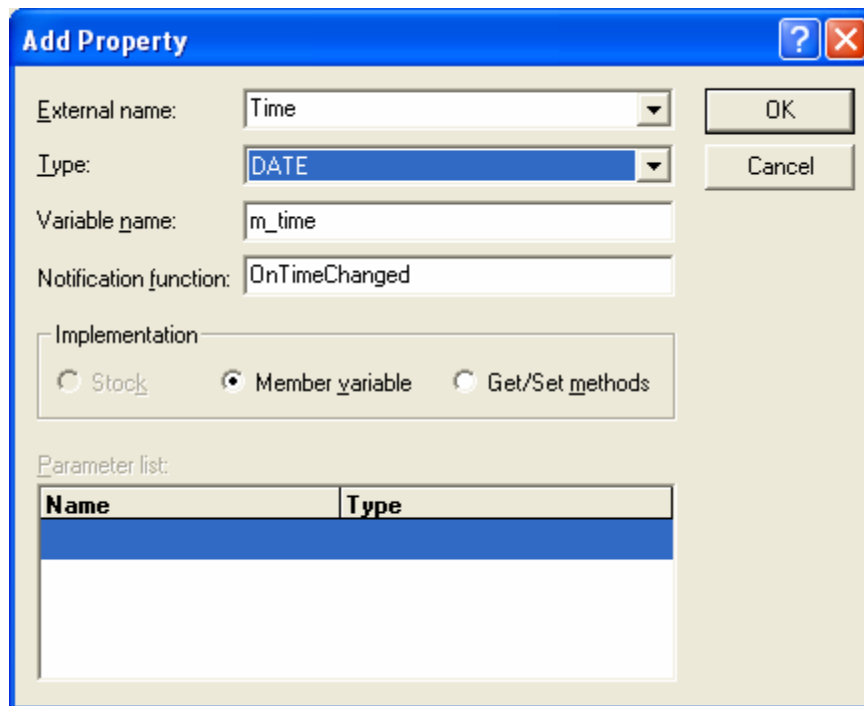 Add Property
External name: Time OK
Type: DATE Cancel
Variable name: m_time
Notification function: OnTimeChanged
Implementation
Stock Member variable Get/Set methods
Parameter list:
Name Type